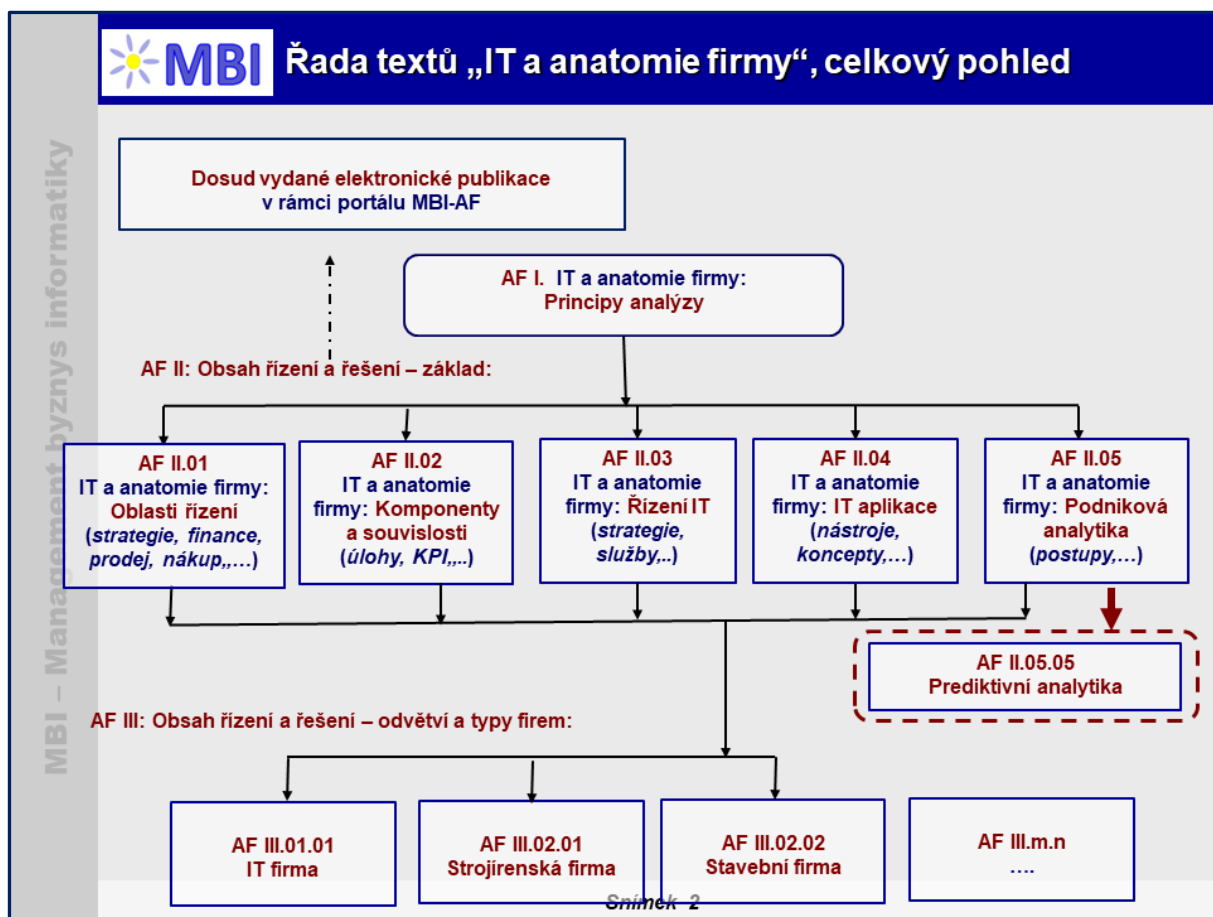 MBI
Řada textů „IT a anatomie firmy“, celkový pohled
MBI – Management byznys informatiky
Dosud vydané elektronické publikace
v rámci portálu MBI-AF
AF I. IT a anatomie firmy:
Principy analýzy
AF II: Obsah řízení a řešení – základ:
AF II.01
IT a anatomie firmy:
Oblasti řízení
(strategie, finance,
prodej, nákup,,…)
AF II.02
IT a anatomie
firmy: Komponenty
a souvislosti
(úlohy, KPI,,..)
AF II.03
IT a anatomie
firmy: Řízení IT
(strategie,
služby,..)
AF II.04
IT a anatomie
firmy: IT aplikace
(nástroje,
koncepty,…)
AF II.05
IT a anatomie
firmy: Podniková
analytika
(postupy,…)
AF II.05.05
Prediktivní analytika
AF III: Obsah řízení a řešení – odvětví a typy firem:
AF III.01.01
IT firma
AF III.02.01
Strojírenská firma
AF III.02.02
Stavební firma
AF III.m.n
….
Snímek 2